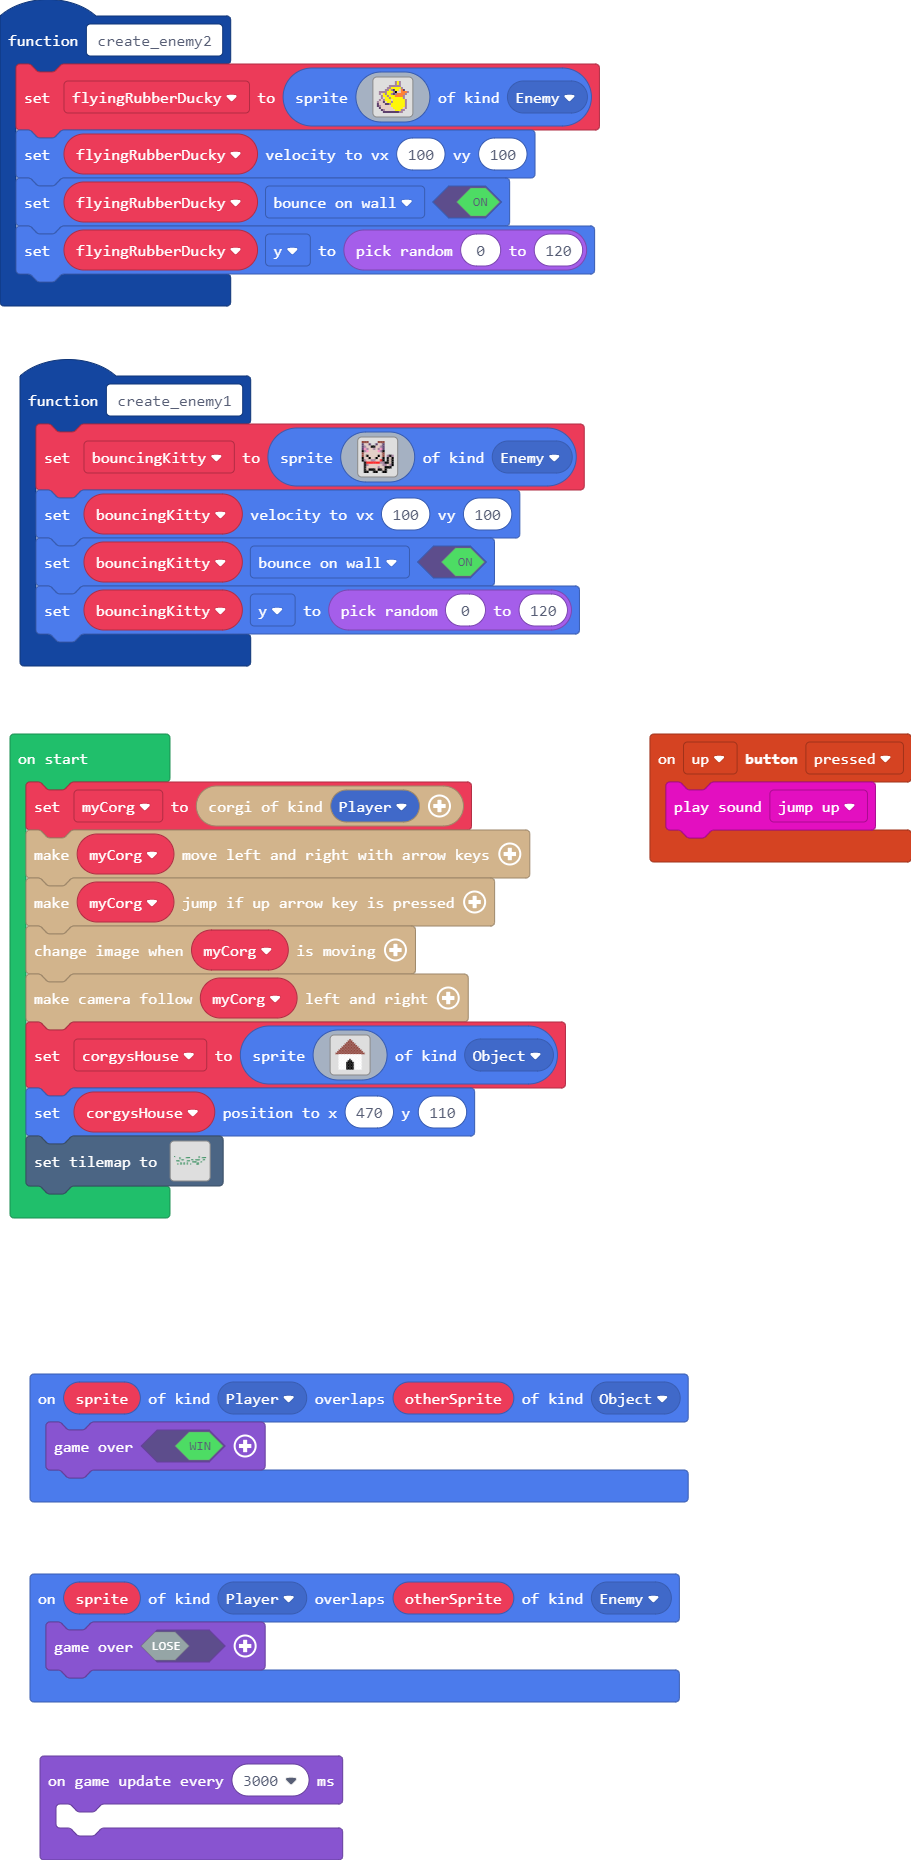 function create_enemy2
set flyingRubberDucky to sprite of kind Enemy
set flyingRubberDucky velocity to vx 100 vy 100
set flyingRubberDucky bounce on wall ON
set flyingRubberDucky y to pick random 0 to 120
function create_enemy1
set bouncingKitty to sprite of kind Enemy
set bouncingKitty velocity to vx 100 vy 100
set bouncingKitty bounce on wall ON
set bouncingKitty y to pick random 0 to 120
on start
set myCorg to corgi of kind Player
make myCorg move left and right with arrow keys
make myCorg jump if up arrow key is pressed
change image when myCorg is moving
make camera follow myCorg left and right
set corgysHouse to sprite of kind Object
set corgysHouse position to x 470 y 110
set tilemap to
on up button pressed
play sound jump up
on sprite of kind Player overlaps otherSprite of kind Object
game over WIN
on sprite of kind Player overlaps otherSprite of kind Enemy
game over LOSE
on game update every 3000 ms